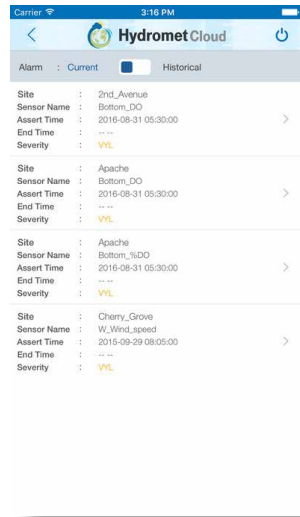 Carrier 3:16 PM
Hydromet Cloud
Alarm : Current Historical
Site : 2nd_Avenue
Sensor Name : Bottom_DO
Assert Time : 2016-08-31 05:30:00
End Time : -- --
Severity : VYL
Site : Apache
Sensor Name : Bottom_DO
Assert Time : 2016-08-31 05:30:00
End Time : -- --
Severity : VYL
Site : Apache
Sensor Name : Bottom_%DO
Assert Time : 2016-08-31 05:30:00
End Time : -- --
Severity : VYL
Site : Cherry_Grove
Sensor Name : W_Wind_speed
Assert Time : 2015-09-29 08:05:00
End Time : -- --
Severity : VYL